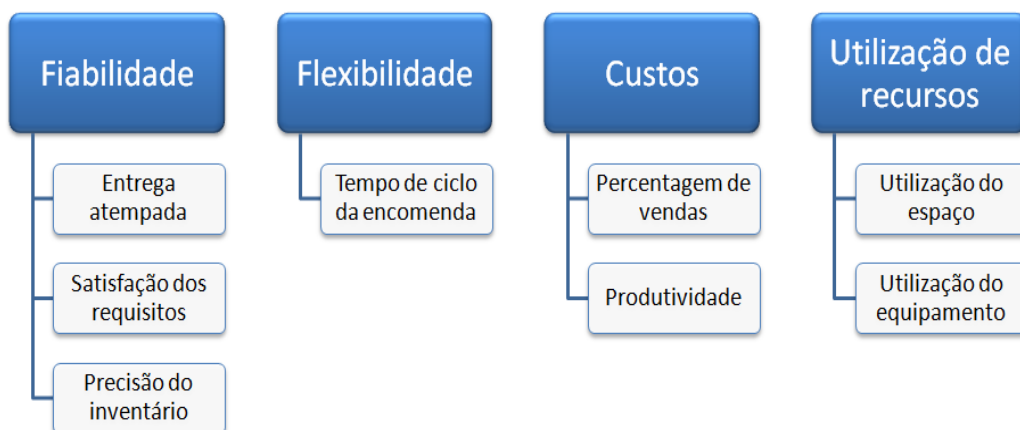 Fiabilidade
Entrega
atempada
Satisfação dos
requisitos
Precisão do
inventário
Flexibilidade
Tempo de ciclo
da encomenda
Custos
Percentagem de
vendas
Produtividade
Utilização de
recursos
Utilização do
espaço
Utilização do
equipamento